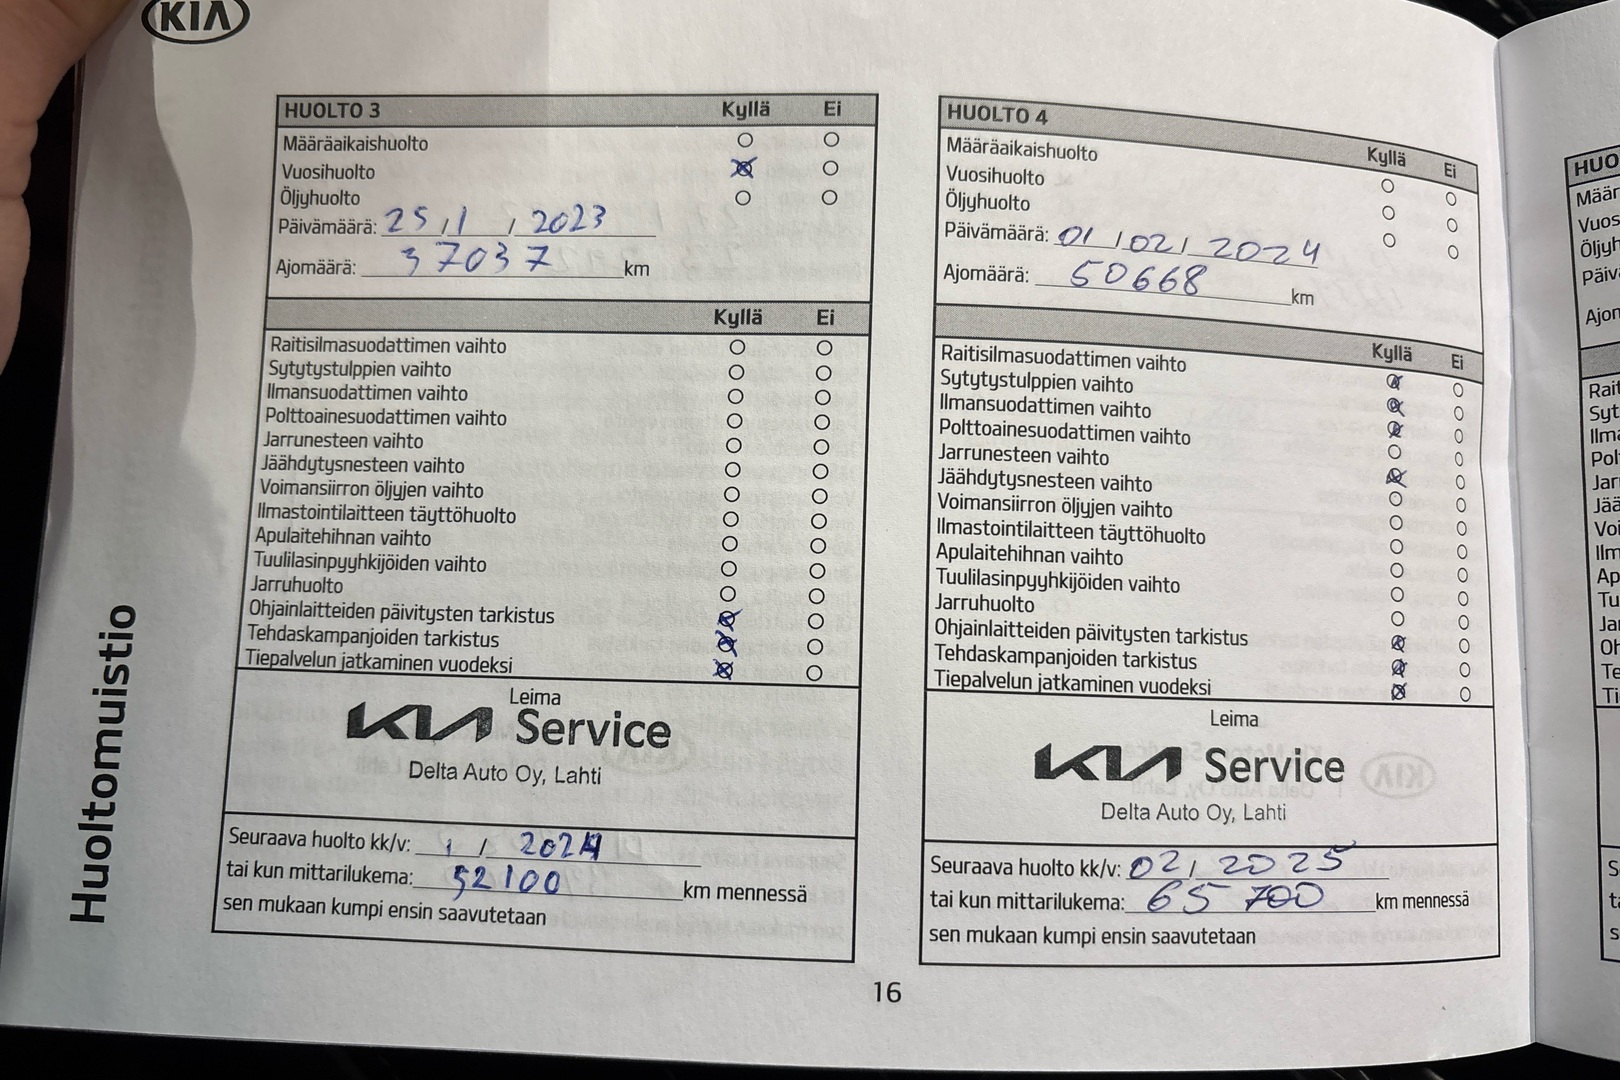 KIA
HUOLTO 3 Kyllä Ei
Määräaikaishuolto
Vuosihuolto
Öljyhuolto
Päivämäärä: 25 / 1 / 2023
Ajomäärä: 37037 km
Kyllä Ei
Raitisilmasuodattimen vaihto
Sytytystulppien vaihto
Ilmansuodattimen vaihto
Polttoainesuodattimen vaihto
Jarrunesteen vaihto
Jäähdytysnesteen vaihto
Voimansiirron öljyjen vaihto
Ilmastointilaitteen täyttöhuolto
Apulaitehihnan vaihto
Tuulilasinpyyhkijöiden vaihto
Jarruhuolto
Ohjainlaitteiden päivitysten tarkistus
Tehdaskampanjoiden tarkistus
Tiepalvelun jatkaminen vuodeksi
Leima
KIA Service
Delta Auto Oy, Lahti
Seuraava huolto kk/v: 1 / 2024
tai kun mittarilukema: 52100 km mennessä
sen mukaan kumpi ensin saavutetaan
HUOLTO 4 Kyllä Ei
Määräaikaishuolto
Vuosihuolto
Öljyhuolto
Päivämäärä: 01 / 02 / 2024
Ajomäärä: 50668 km
Kyllä Ei
Raitisilmasuodattimen vaihto
Sytytystulppien vaihto
Ilmansuodattimen vaihto
Polttoainesuodattimen vaihto
Jarrunesteen vaihto
Jäähdytysnesteen vaihto
Voimansiirron öljyjen vaihto
Ilmastointilaitteen täyttöhuolto
Apulaitehihnan vaihto
Tuulilasinpyyhkijöiden vaihto
Jarruhuolto
Ohjainlaitteiden päivitysten tarkistus
Tehdaskampanjoiden tarkistus
Tiepalvelun jatkaminen vuodeksi
Leima
KIA Service
Delta Auto Oy, Lahti
Seuraava huolto kk/v: 02 / 2025
tai kun mittarilukema: 65 700 km mennessä
sen mukaan kumpi ensin saavutetaan
Huoltomuistio
16